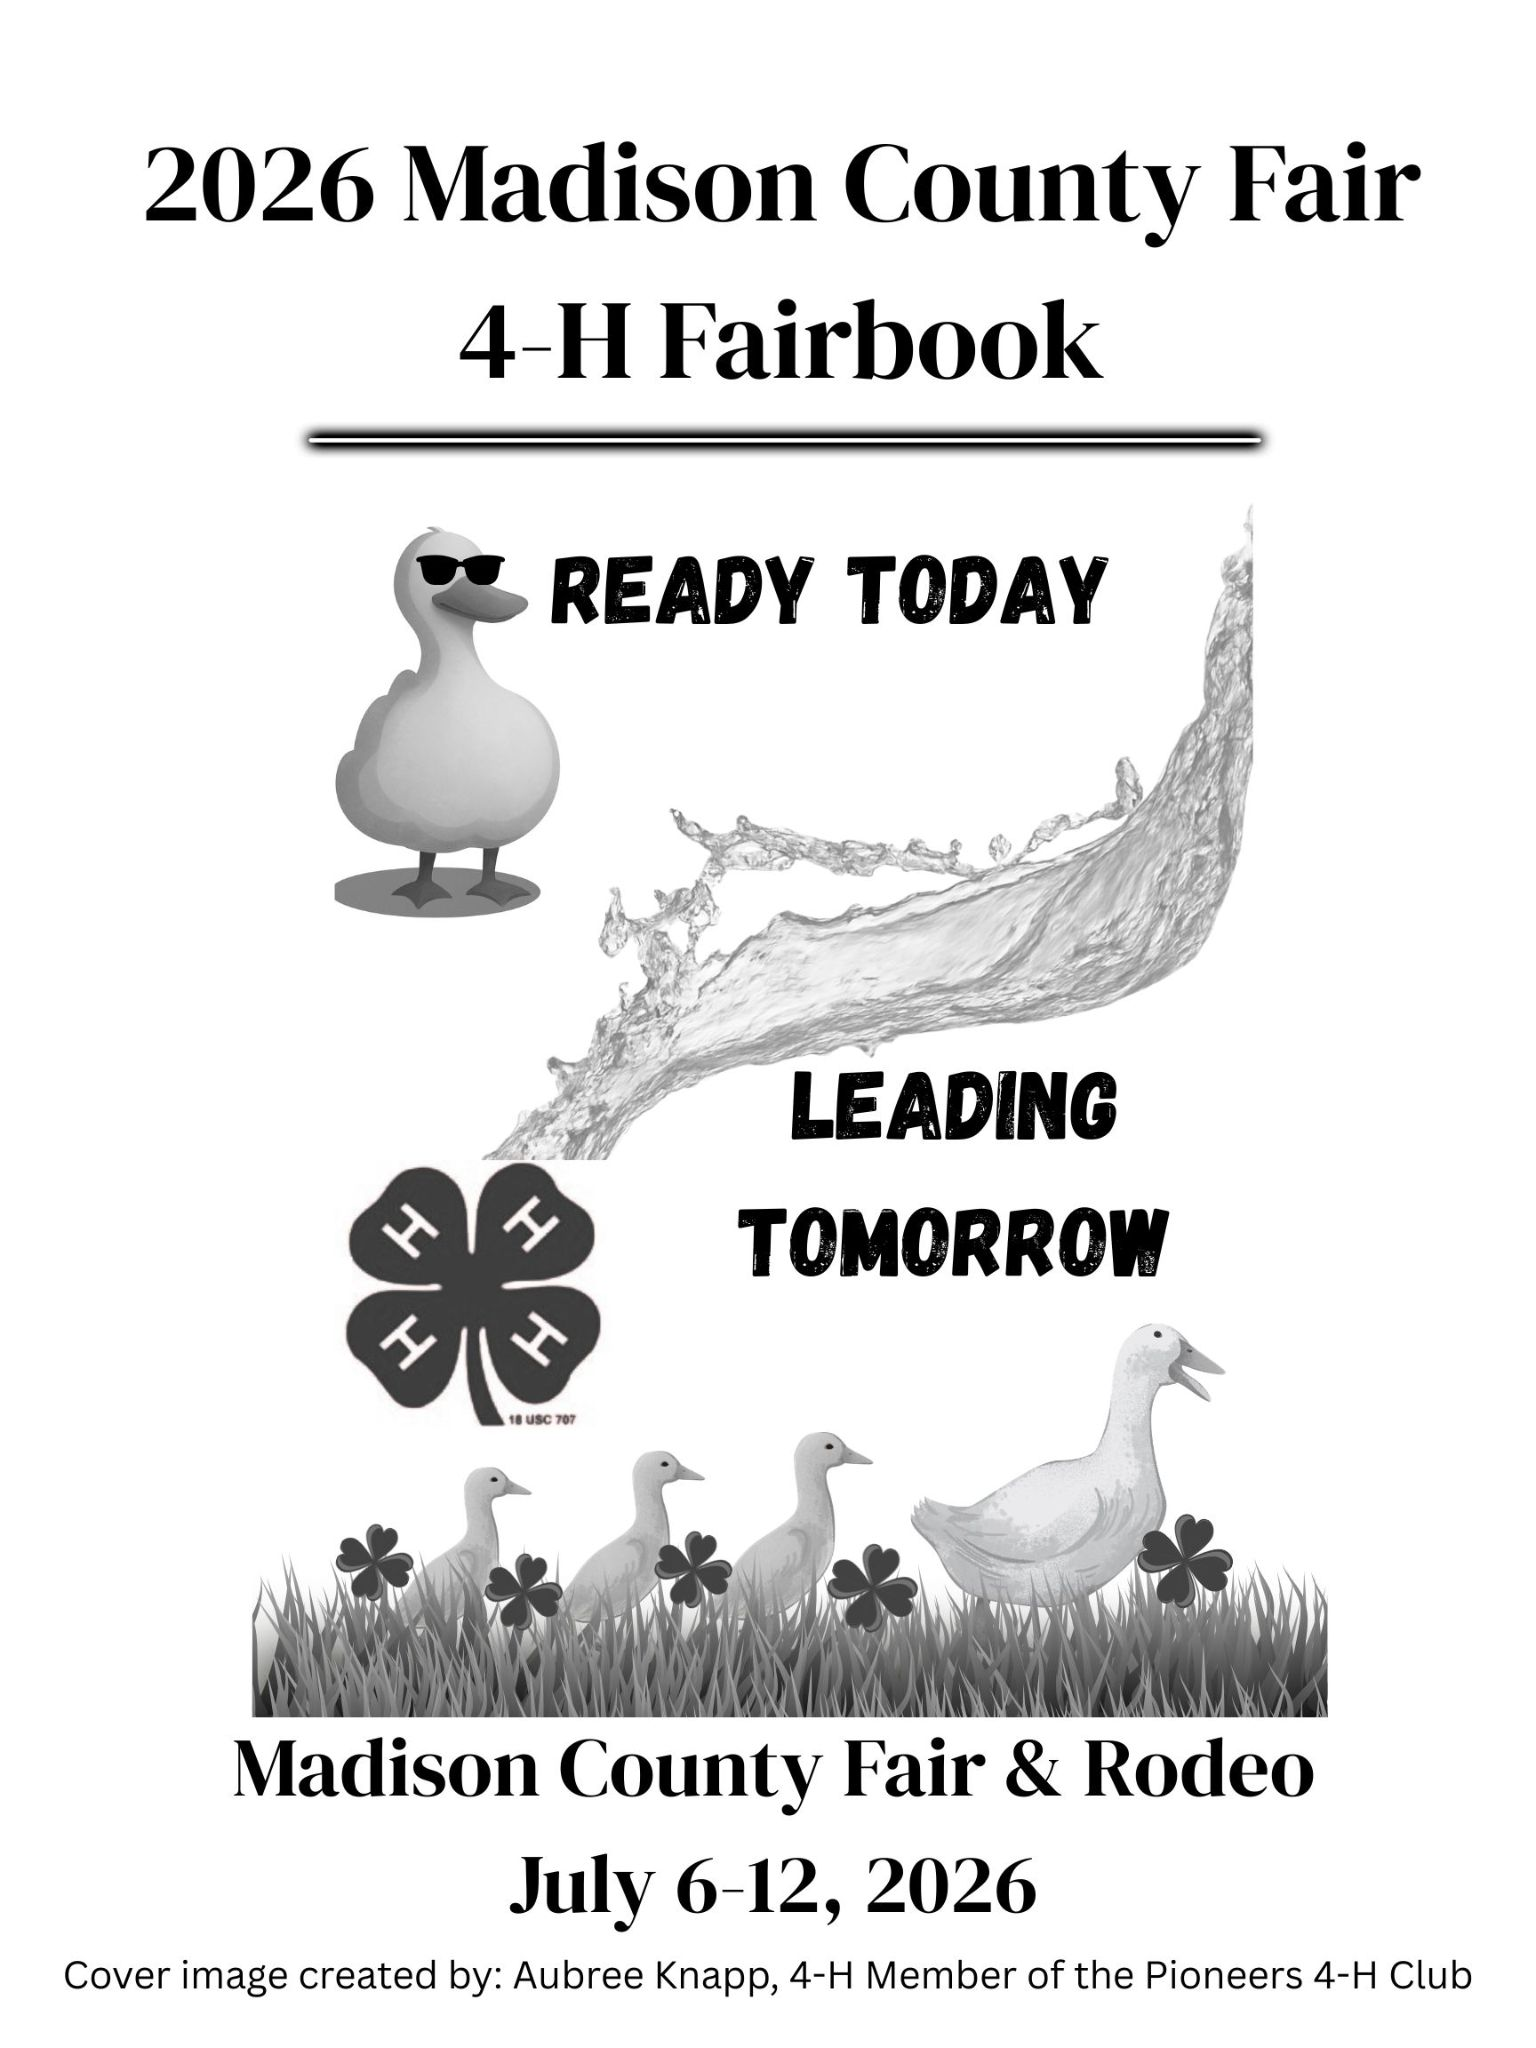 2026 Madison County Fair
4-H Fairbook
READY TODAY
LEADING
TOMORROW
H H
H H
18 USC 707
Madison County Fair & Rodeo
July 6-12, 2026
Cover image created by: Aubree Knapp, 4-H Member of the Pioneers 4-H Club